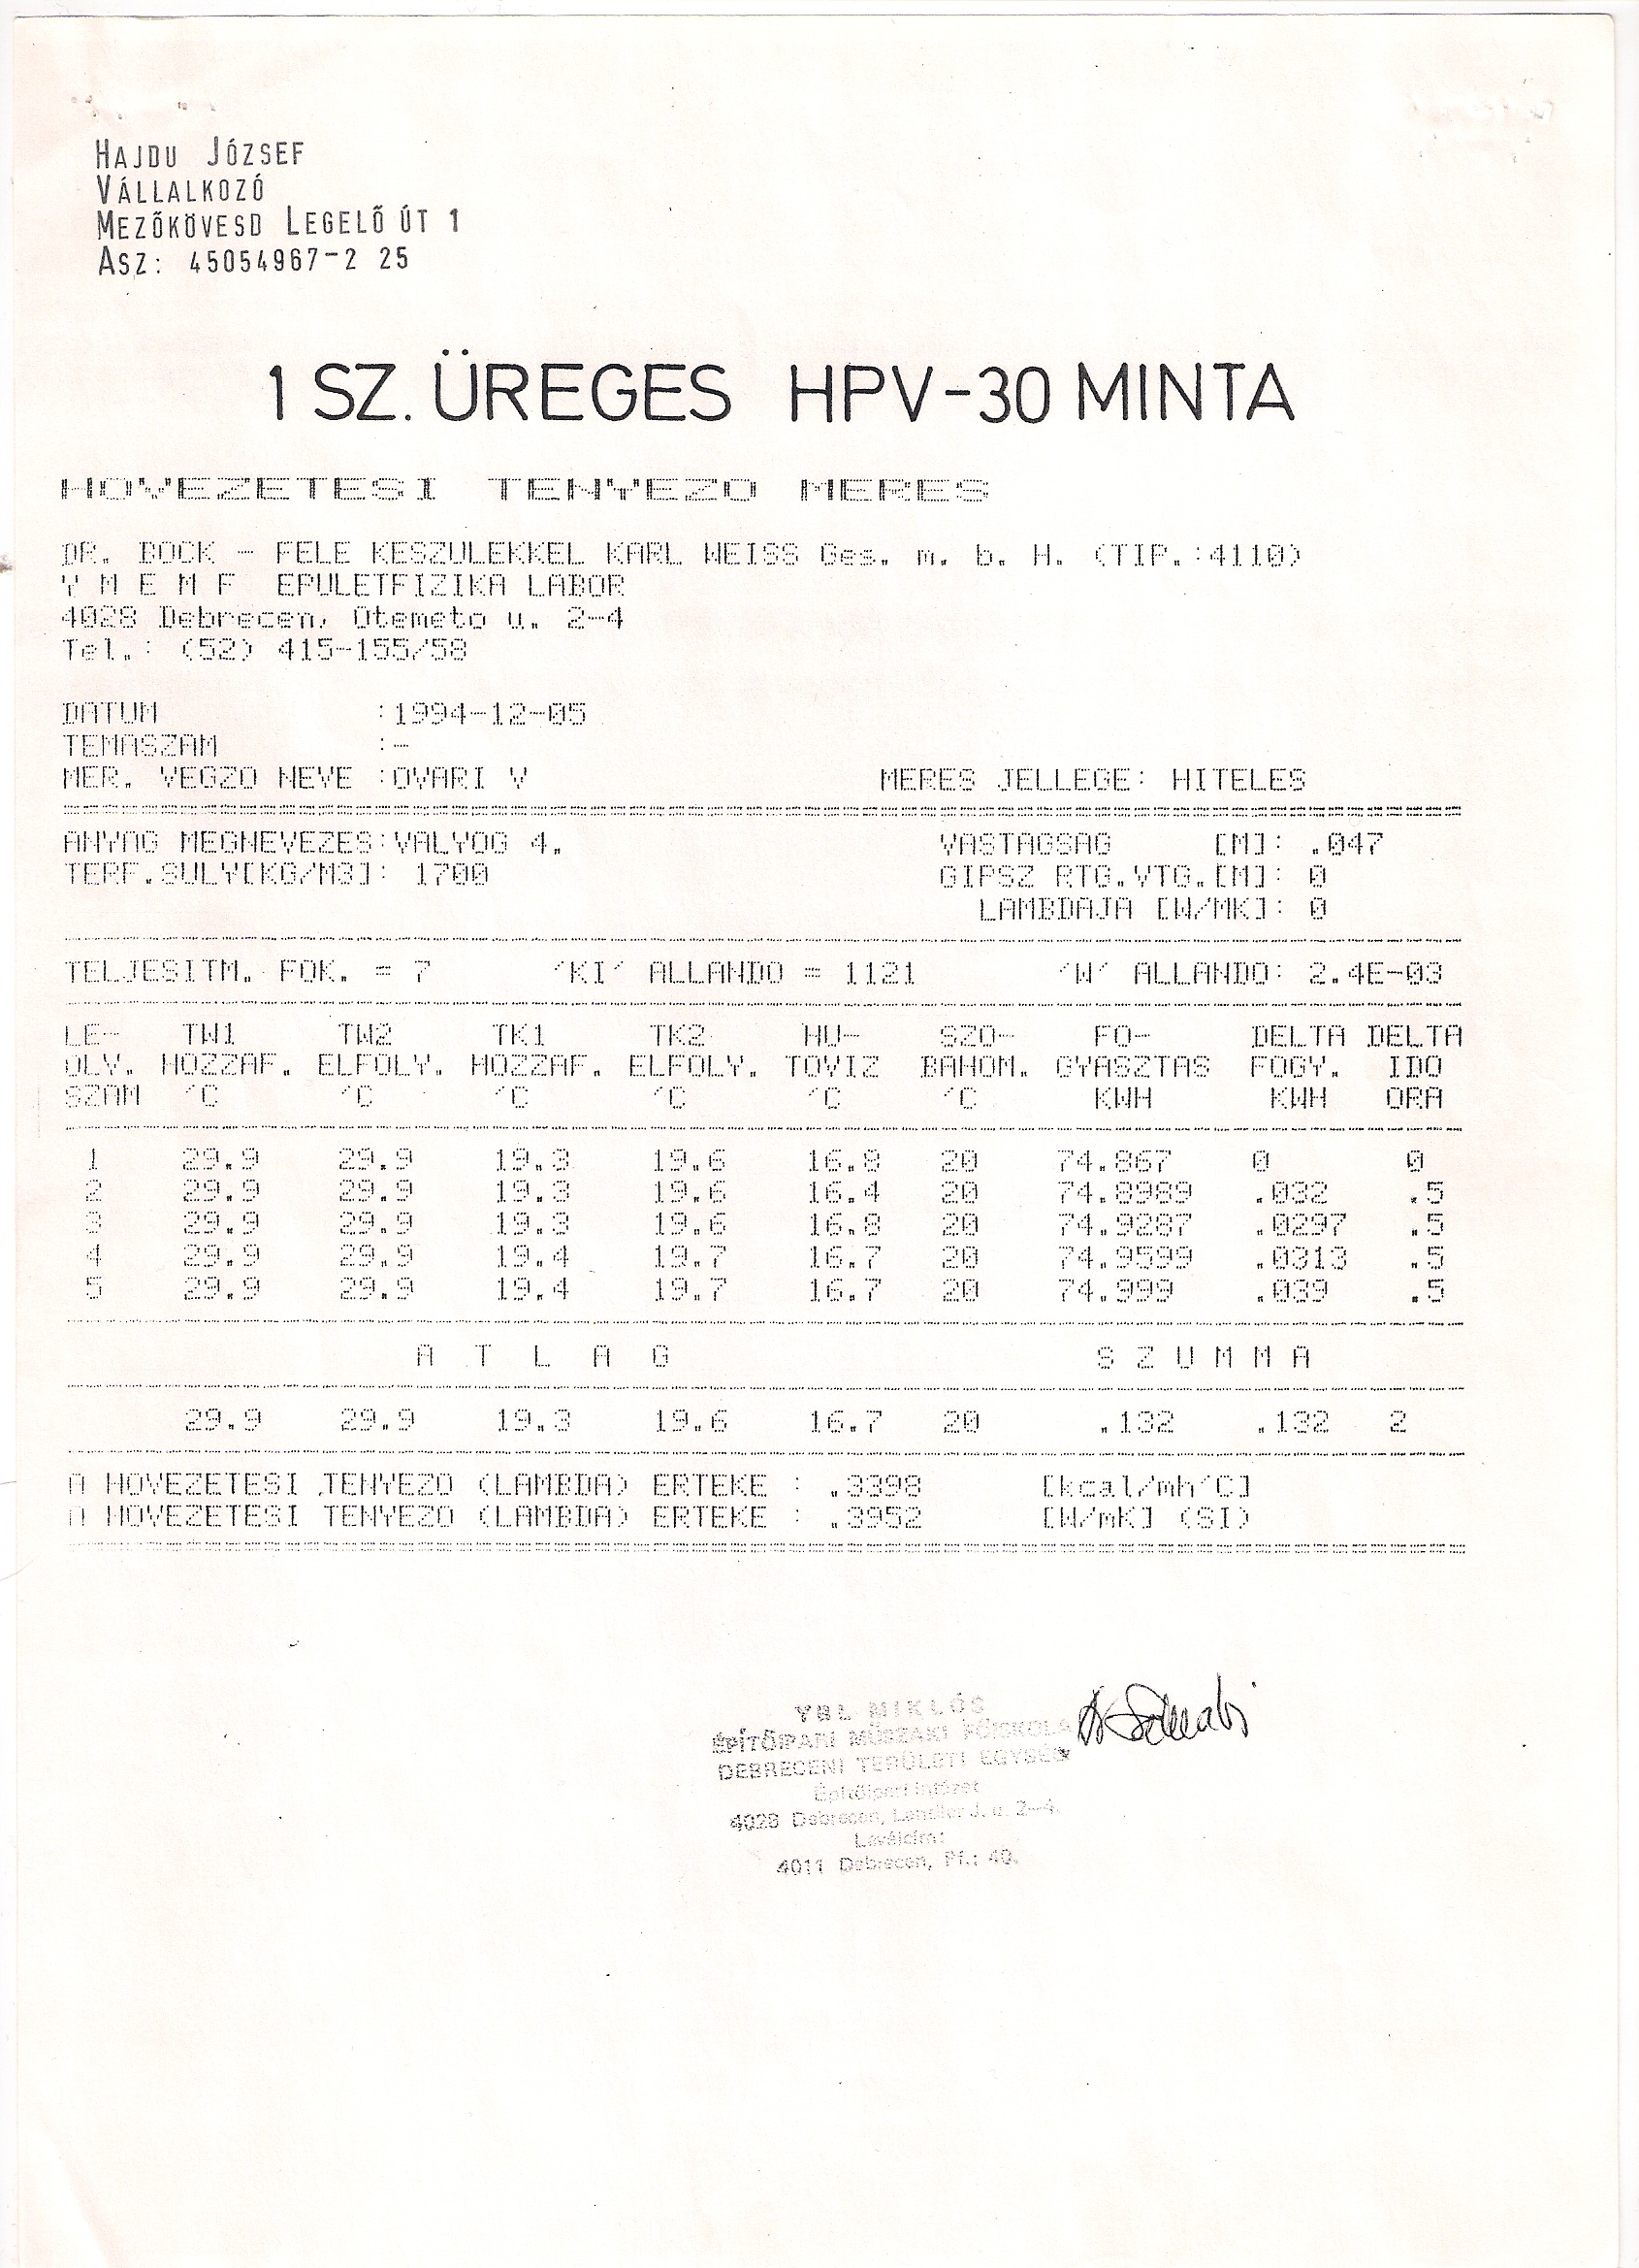 HAJDU JÓZSEF
VÁLLALKOZÓ
MEZŐKÖVESD LEGELŐ ÚT 1
ASZ: 45054967-2 25
1 SZ. ÜREGES HPV-30 MINTA
HOVEZETESI TENYEZO MERES
DR. BOCK - FELE KESZULEKKEL KARL WEISS Ges. m. b. H. (TIP.:4110)
Y M E M F EPULETFIZIKA LABOR
4028 Debrecen, Otemeto u. 2-4
Tel.: (52) 415-155/58
DATUM :1994-12-05
TEMASZAM :-
MER. VEGZO NEVE :OVARI V MERES JELLEGE: HITELES
ANYAG MEGNEVEZES:VALYOG 4. VASTAGSAG [M]: .047
TERF.SULY[KG/M3]: 1700 GIPSZ RTG.VTG.[M]: 0
LAMBDAJA [W/MK]: 0
TELJESITM. FOK. = 7 'KI' ALLANDO = 1121 'W' ALLANDO: 2.4E-03
LE- TW1 TW2 TK1 TK2 HU- SZO- FO- DELTA DELTA
OLV. HOZZAF. ELFOLY. HOZZAF. ELFOLY. TOVIZ BAHOM. GYASZTAS FOGY. IDO
SZAM 'C 'C 'C 'C 'C 'C KWH KWH ORA
1 29.9 29.9 19.3 19.6 16.8 20 74.867 0 0
2 29.9 29.9 19.3 19.6 16.4 20 74.8989 .032 .5
3 29.9 29.9 19.3 19.6 16.8 20 74.9287 .0297 .5
4 29.9 29.9 19.4 19.7 16.7 20 74.9599 .0313 .5
5 29.9 29.9 19.4 19.7 16.7 20 74.999 .039 .5
A T L A G S Z U M M A
29.9 29.9 19.3 19.6 16.7 20 .132 .132 2
A HOVEZETESI TENYEZO (LAMBDA) ERTEKE : .3398 [kcal/mh'C]
A HOVEZETESI TENYEZO (LAMBDA) ERTEKE : .3952 [W/mK] (SI)
YBL MIKLÓS
ÉPÍTŐIPARI MŰSZAKI FŐISKOLA
DEBRECENI TERÜLETI EGYSÉG
Építőipari Intézet
4028 Debrecen, Landler J. u. 2-4.
Levélcím:
4011 Debrecen, Pf.: 40.